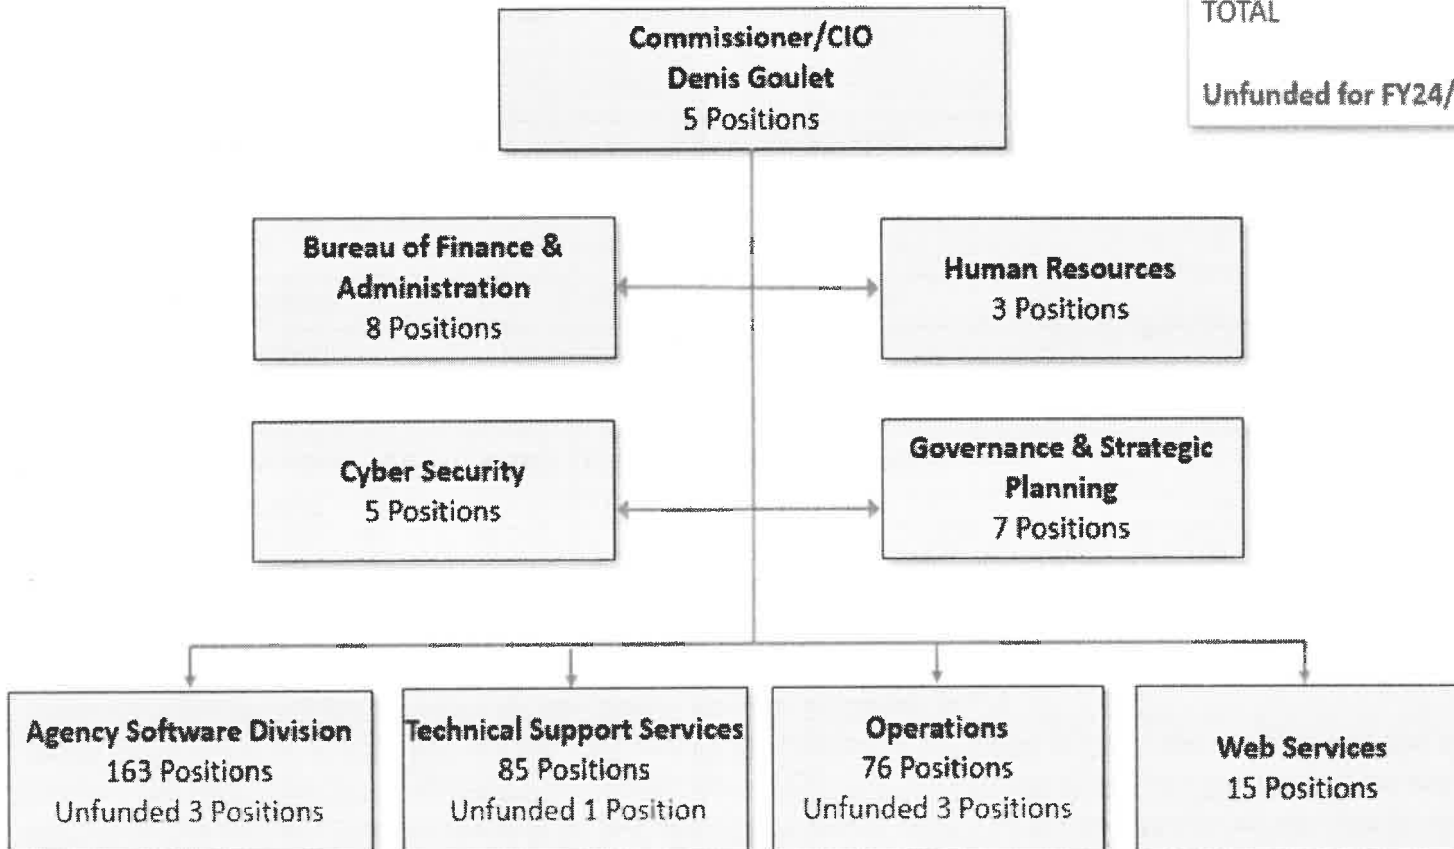 TOTAL
Unfunded for FY24/
Commissioner/CIO
Denis Goulet
5 Positions
Bureau of Finance &
Administration
8 Positions
Human Resources
3 Positions
Cyber Security
5 Positions
Governance & Strategic
Planning
7 Positions
Agency Software Division
163 Positions
Unfunded 3 Positions
Technical Support Services
85 Positions
Unfunded 1 Position
Operations
76 Positions
Unfunded 3 Positions
Web Services
15 Positions